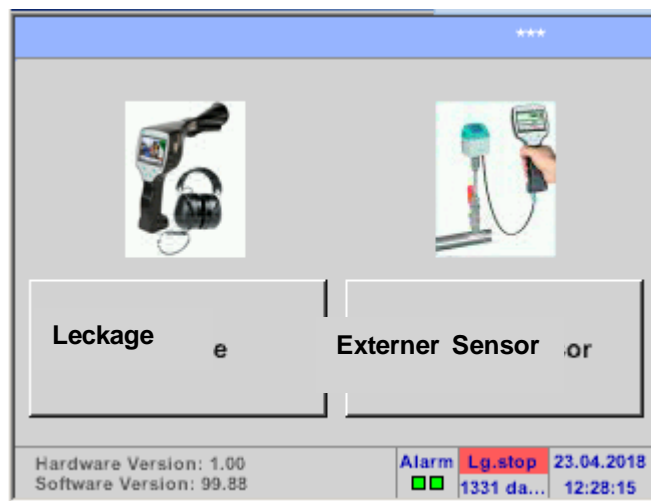 ***
Leckage e
Externer Sensor or
Hardware Version: 1.00
Software Version: 99.88
Alarm
Lg.stop
1331 da...
23.04.2018
12:28:15